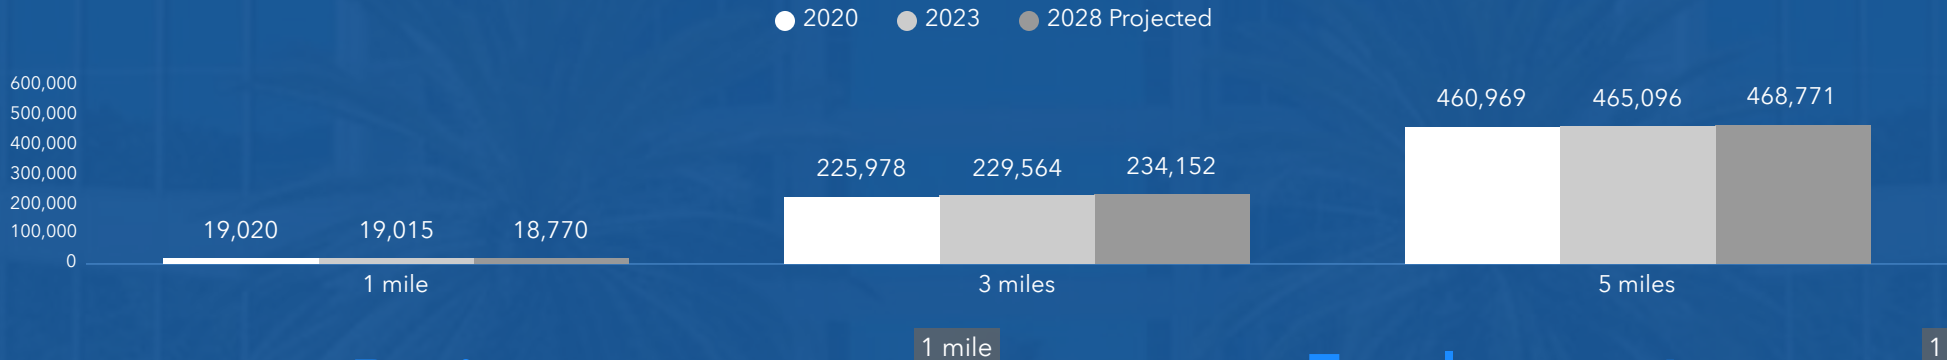 2020 2023 2028 Projected
600,000
500,000
400,000
300,000
200,000
100,000
0
460,969 465,096 468,771
225,978 229,564 234,152
19,020 19,015 18,770
1 mile 3 miles 5 miles
1 mile
1